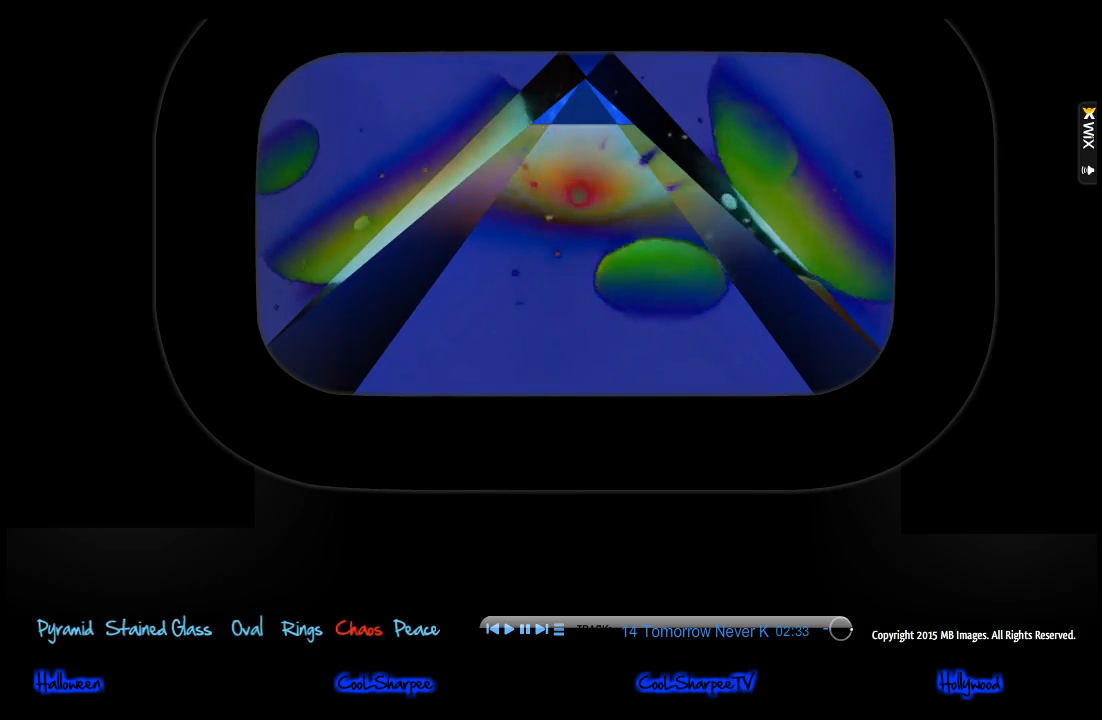 WiX
Pyramid Stained Glass Oval Rings Chaos Peace
TRACK: 14 Tomorrow Never K 02:33
Copyright 2015 MB Images. All Rights Reserved.
Halloween CooLSharpee CooLSharpeeTV Hollywood